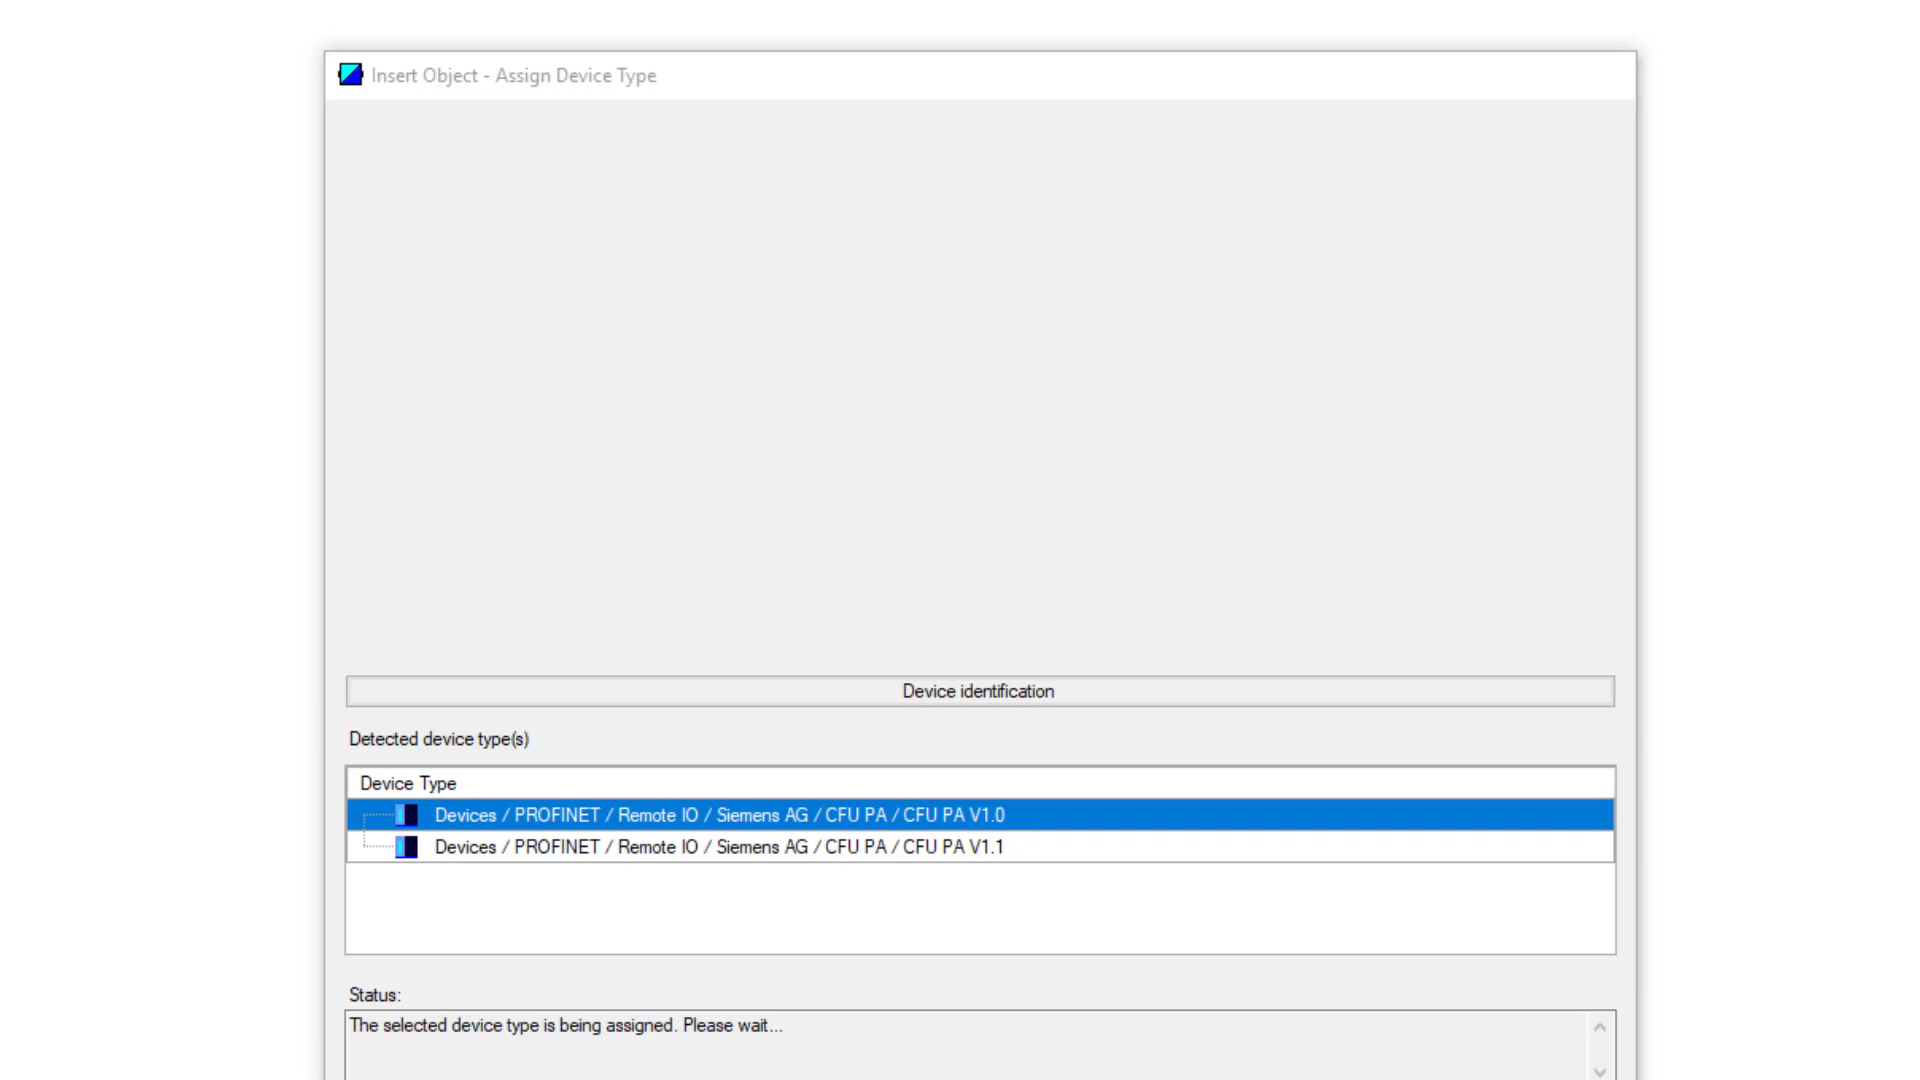 Insert Object - Assign Device Type
Device identification
Detected device type(s)
Device Type
Devices / PROFINET / Remote IO / Siemens AG / CFU PA / CFU PA V1.0
Devices / PROFINET / Remote IO / Siemens AG / CFU PA / CFU PA V1.1
Status:
The selected device type is being assigned. Please wait...